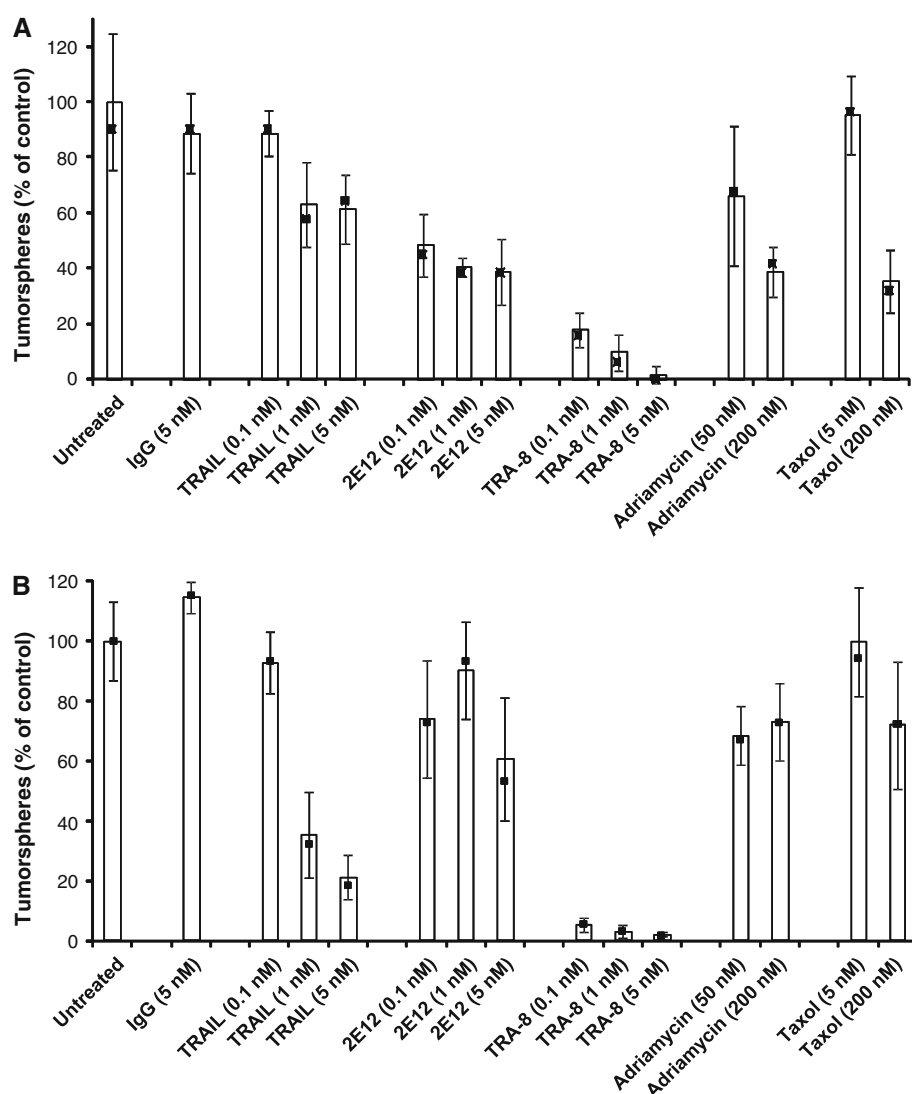 A
Tumorspheres (% of control)
120
100
80
60
40
20
0
Untreated
IgG (5 nM)
TRAIL (0.1 nM)
TRAIL (1 nM)
TRAIL (5 nM)
2E12 (0.1 nM)
2E12 (1 nM)
2E12 (5 nM)
TRA-8 (0.1 nM)
TRA-8 (1 nM)
TRA-8 (5 nM)
Adriamycin (50 nM)
Adriamycin (200 nM)
Taxol (5 nM)
Taxol (200 nM)
B
Tumorspheres (% of control)
120
100
80
60
40
20
0
Untreated
IgG (5 nM)
TRAIL (0.1 nM)
TRAIL (1 nM)
TRAIL (5 nM)
2E12 (0.1 nM)
2E12 (1 nM)
2E12 (5 nM)
TRA-8 (0.1 nM)
TRA-8 (1 nM)
TRA-8 (5 nM)
Adriamycin (50 nM)
Adriamycin (200 nM)
Taxol (5 nM)
Taxol (200 nM)